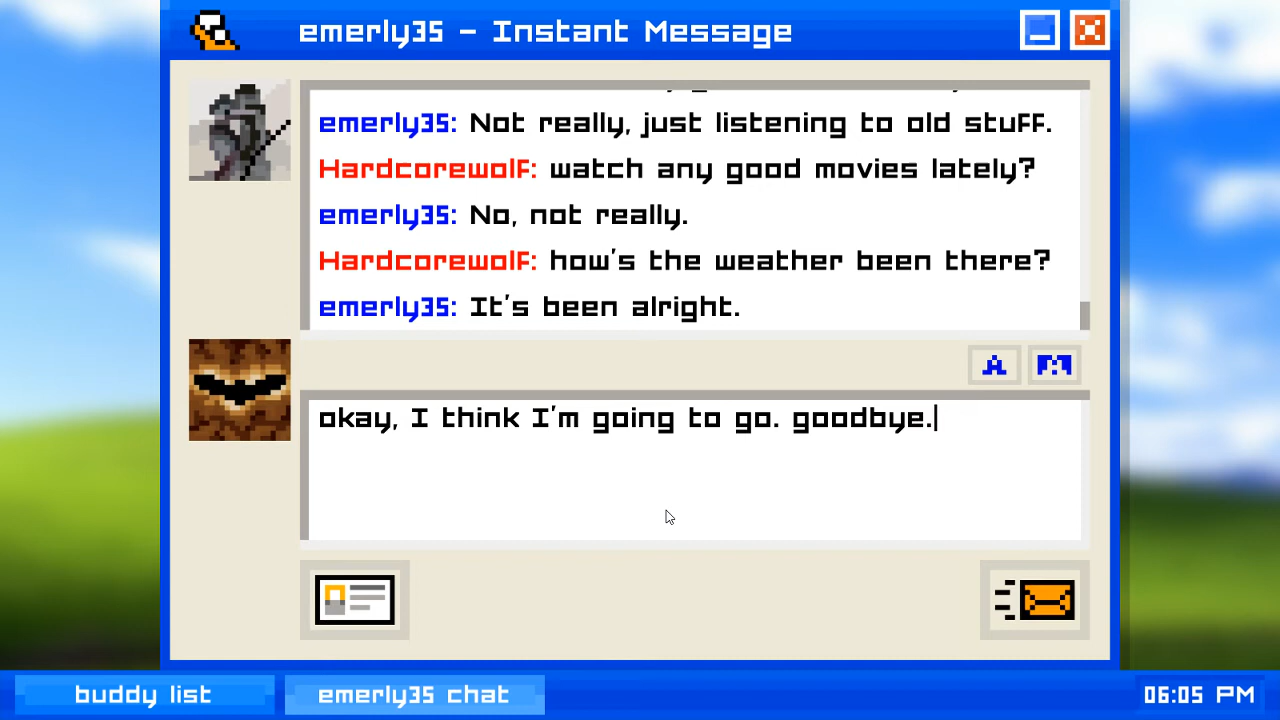 emerly35 - Instant Message
emerly35: Not really, just listening to old stuff.
Hardcorewolf: watch any good movies lately?
emerly35: No, not really.
Hardcorewolf: how's the weather been there?
emerly35: It's been alright.
A
okay, I think I'm going to go. goodbye.
buddy list
emerly35 chat
06:05 PM